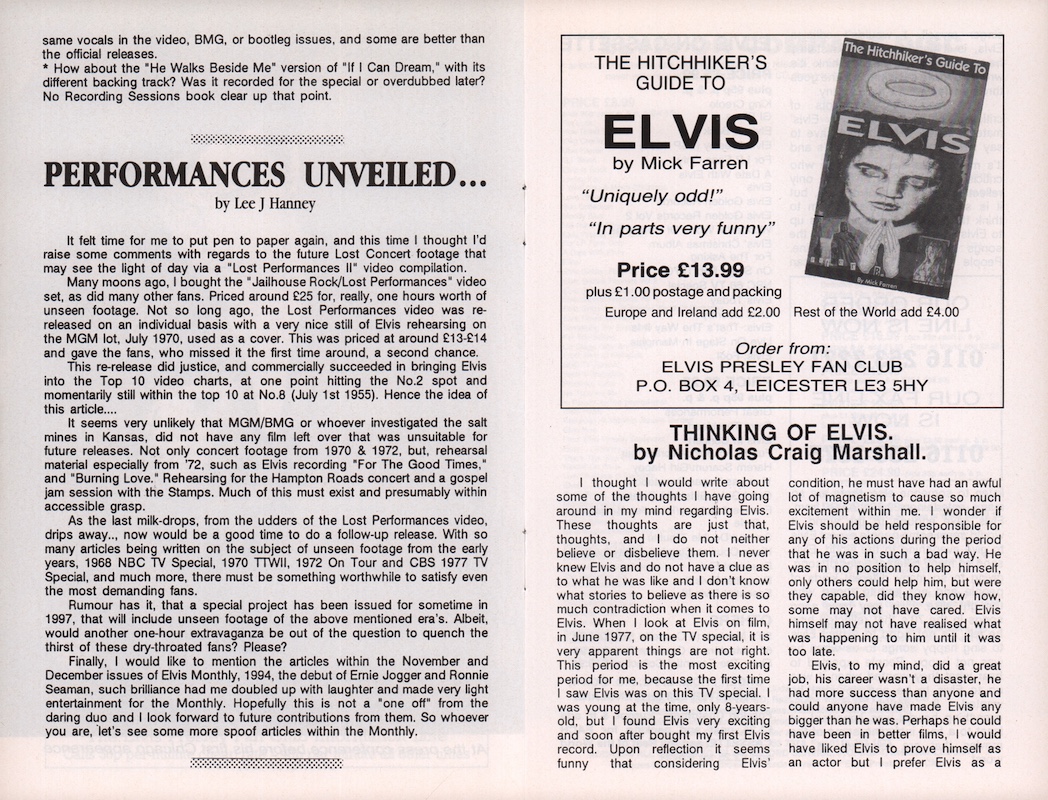 same vocals in the video, BMG, or bootleg issues, and some are better than
the official releases.
* How about the "He Walks Beside Me" version of "If I Can Dream," with its
different backing track? Was it recorded for the special or overdubbed later?
No Recording Sessions book clear up that point.
PERFORMANCES UNVEILED...
by Lee J Hanney
It felt time for me to put pen to paper again, and this time I thought I'd
raise some comments with regards to the future Lost Concert footage that
may see the light of day via a "Lost Performances II" video compilation.
Many moons ago, I bought the "Jailhouse Rock/Lost Performances" video
set, as did many other fans. Priced around £25 for, really, one hours worth of
unseen footage. Not so long ago, the Lost Performances video was re-
released on an individual basis with a very nice still of Elvis rehearsing on
the MGM lot, July 1970, used as a cover. This was priced at around £13-£14
and gave the fans, who missed it the first time around, a second chance.
This re-release did justice, and commercially succeeded in bringing Elvis
into the Top 10 video charts, at one point hitting the No.2 spot and
momentarily still within the top 10 at No.8 (July 1st 1955). Hence the idea of
this article....
It seems very unlikely that MGM/BMG or whoever investigated the salt
mines in Kansas, did not have any film left over that was unsuitable for
future releases. Not only concert footage from 1970 & 1972, but, rehearsal
material especially from '72, such as Elvis recording "For The Good Times,"
and "Burning Love." Rehearsing for the Hampton Roads concert and a gospel
jam session with the Stamps. Much of this must exist and presumably within
accessible grasp.
As the last milk-drops, from the udders of the Lost Performances video,
drips away.., now would be a good time to do a follow-up release. With so
many articles being written on the subject of unseen footage from the early
years, 1968 NBC TV Special, 1970 TTWII, 1972 On Tour and CBS 1977 TV
Special, and much more, there must be something worthwhile to satisfy even
the most demanding fans.
Rumour has it, that a special project has been issued for sometime in
1997, that will include unseen footage of the above mentioned era's. Albeit,
would another one-hour extravaganza be out of the question to quench the
thirst of these dry-throated fans? Please?
Finally, I would like to mention the articles within the November and
December issues of Elvis Monthly, 1994, the debut of Ernie Jogger and Ronnie
Seaman, such brilliance had me doubled up with laughter and made very light
entertainment for the Monthly. Hopefully this is not a "one off" from the
daring duo and I look forward to future contributions from them. So whoever
you are, let's see some more spoof articles within the Monthly.
THE HITCHHIKER'S
GUIDE TO
ELVIS
by Mick Farren
"Uniquely odd!"
"In parts very funny"
Price £13.99
plus £1.00 postage and packing
Europe and Ireland add £2.00 Rest of the World add £4.00
Order from:
ELVIS PRESLEY FAN CLUB
P.O. BOX 4, LEICESTER LE3 5HY
The Hitchhiker's Guide To
ELVIS
by Mick Farren
THINKING OF ELVIS.
by Nicholas Craig Marshall.
I thought I would write about
some of the thoughts I have going
around in my mind regarding Elvis.
These thoughts are just that,
thoughts, and I do not neither
believe or disbelieve them. I never
knew Elvis and do not have a clue as
to what he was like and I don't know
what stories to believe as there is so
much contradiction when it comes to
Elvis. When I look at Elvis on film,
in June 1977, on the TV special, it is
very apparent things are not right.
This period is the most exciting
period for me, because the first time
I saw Elvis was on this TV special. I
was young at the time, only 8-years-
old, but I found Elvis very exciting
and soon after bought my first Elvis
record. Upon reflection it seems
funny that considering Elvis'
condition, he must have had an awful
lot of magnetism to cause so much
excitement within me. I wonder if
Elvis should be held responsible for
any of his actions during the period
that he was in such a bad way. He
was in no position to help himself,
only others could help him, but were
they capable, did they know how,
some may not have cared. Elvis
himself may not have realised what
was happening to him until it was
too late.
Elvis, to my mind, did a great
job, his career wasn't a disaster, he
had more success than anyone and
could anyone have made Elvis any
bigger than he was. Perhaps he could
have been in better films, I would
have liked Elvis to prove himself as
an actor but I prefer Elvis as a